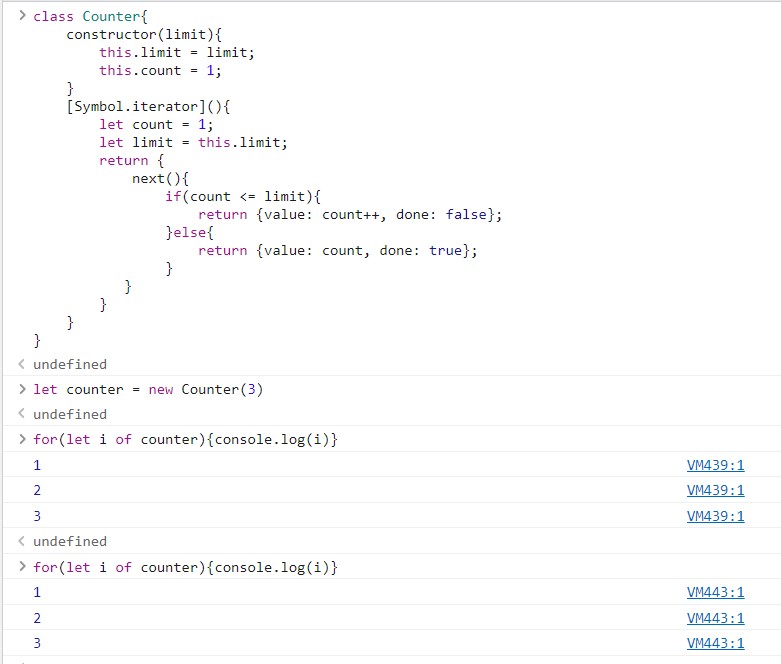 > class Counter{
    constructor(limit){
        this.limit = limit;
        this.count = 1;
    }
    [Symbol.iterator](){
        let count = 1;
        let limit = this.limit;
        return {
            next(){
                if(count <= limit){
                    return {value: count++, done: false};
                }else{
                    return {value: count, done: true};
                }
            }
        }
    }
}
< undefined
> let counter = new Counter(3)
< undefined
> for(let i of counter){console.log(i)}
1 VM439:1
2 VM439:1
3 VM439:1
< undefined
> for(let i of counter){console.log(i)}
1 VM443:1
2 VM443:1
3 VM443:1